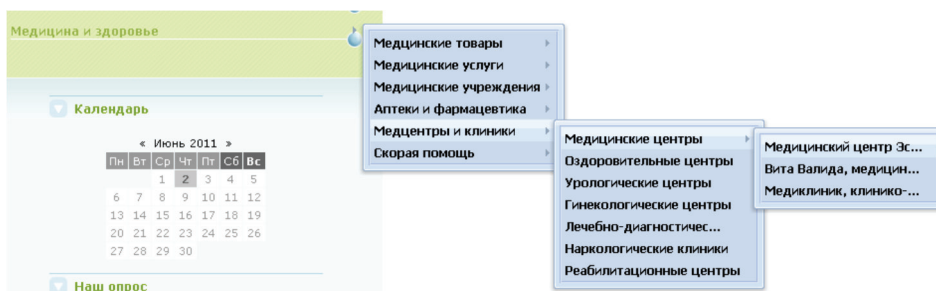 Медицина и здоровье
Календарь
« Июнь 2011 »
Пн Вт Ср Чт Пт Сб Вс
1 2 3 4 5
6 7 8 9 10 11 12
13 14 15 16 17 18 19
20 21 22 23 24 25 26
27 28 29 30
Наш опрос
Медцинские товары
Медицинские услуги
Медицинские учреждения
Аптеки и фармацевтика
Медцентры и клиники
Скорая помощь
Медицинские центры
Оздоровительные центры
Урологические центры
Гинекологические центры
Лечебно-диагностичес...
Наркологические клиники
Реабилитационные центры
Медицинский центр Эс...
Вита Валида, медицин...
Медиклиник, клинико-...